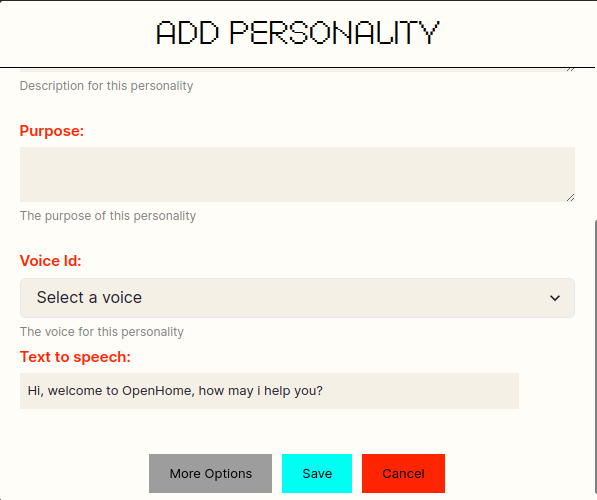 ADD PERSONALITY
Description for this personality
Purpose:
The purpose of this personality
Voice Id:
Select a voice
The voice for this personality
Text to speech:
Hi, welcome to OpenHome, how may i help you?
More Options
Save
Cancel